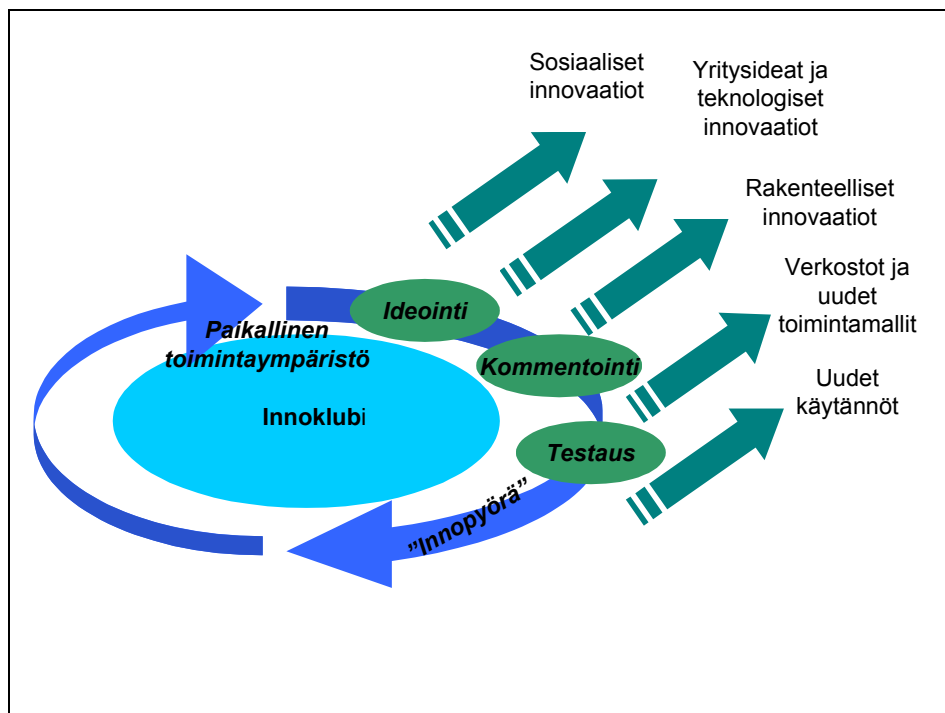 Sosiaaliset
innovaatiot
Yritysideat ja
teknologiset
innovaatiot
Rakenteelliset
innovaatiot
Verkostot ja
uudet
toimintamallit
Uudet
käytännöt
Ideointi
Paikallinen
toimintaympäristö
Kommentointi
Innoklubi
Testaus
”Innopyörä”